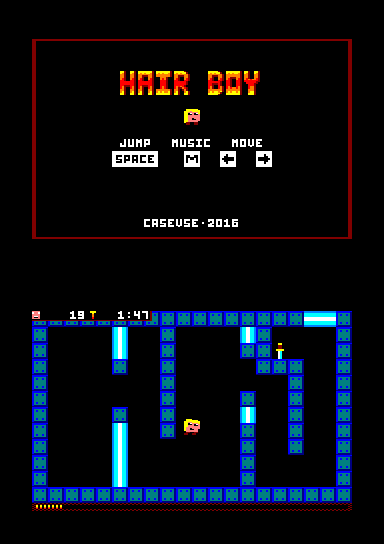 HAIR BOY
JUMP MUSIC MOVE
SPACE M
CASEVSE·2016
19 1:47